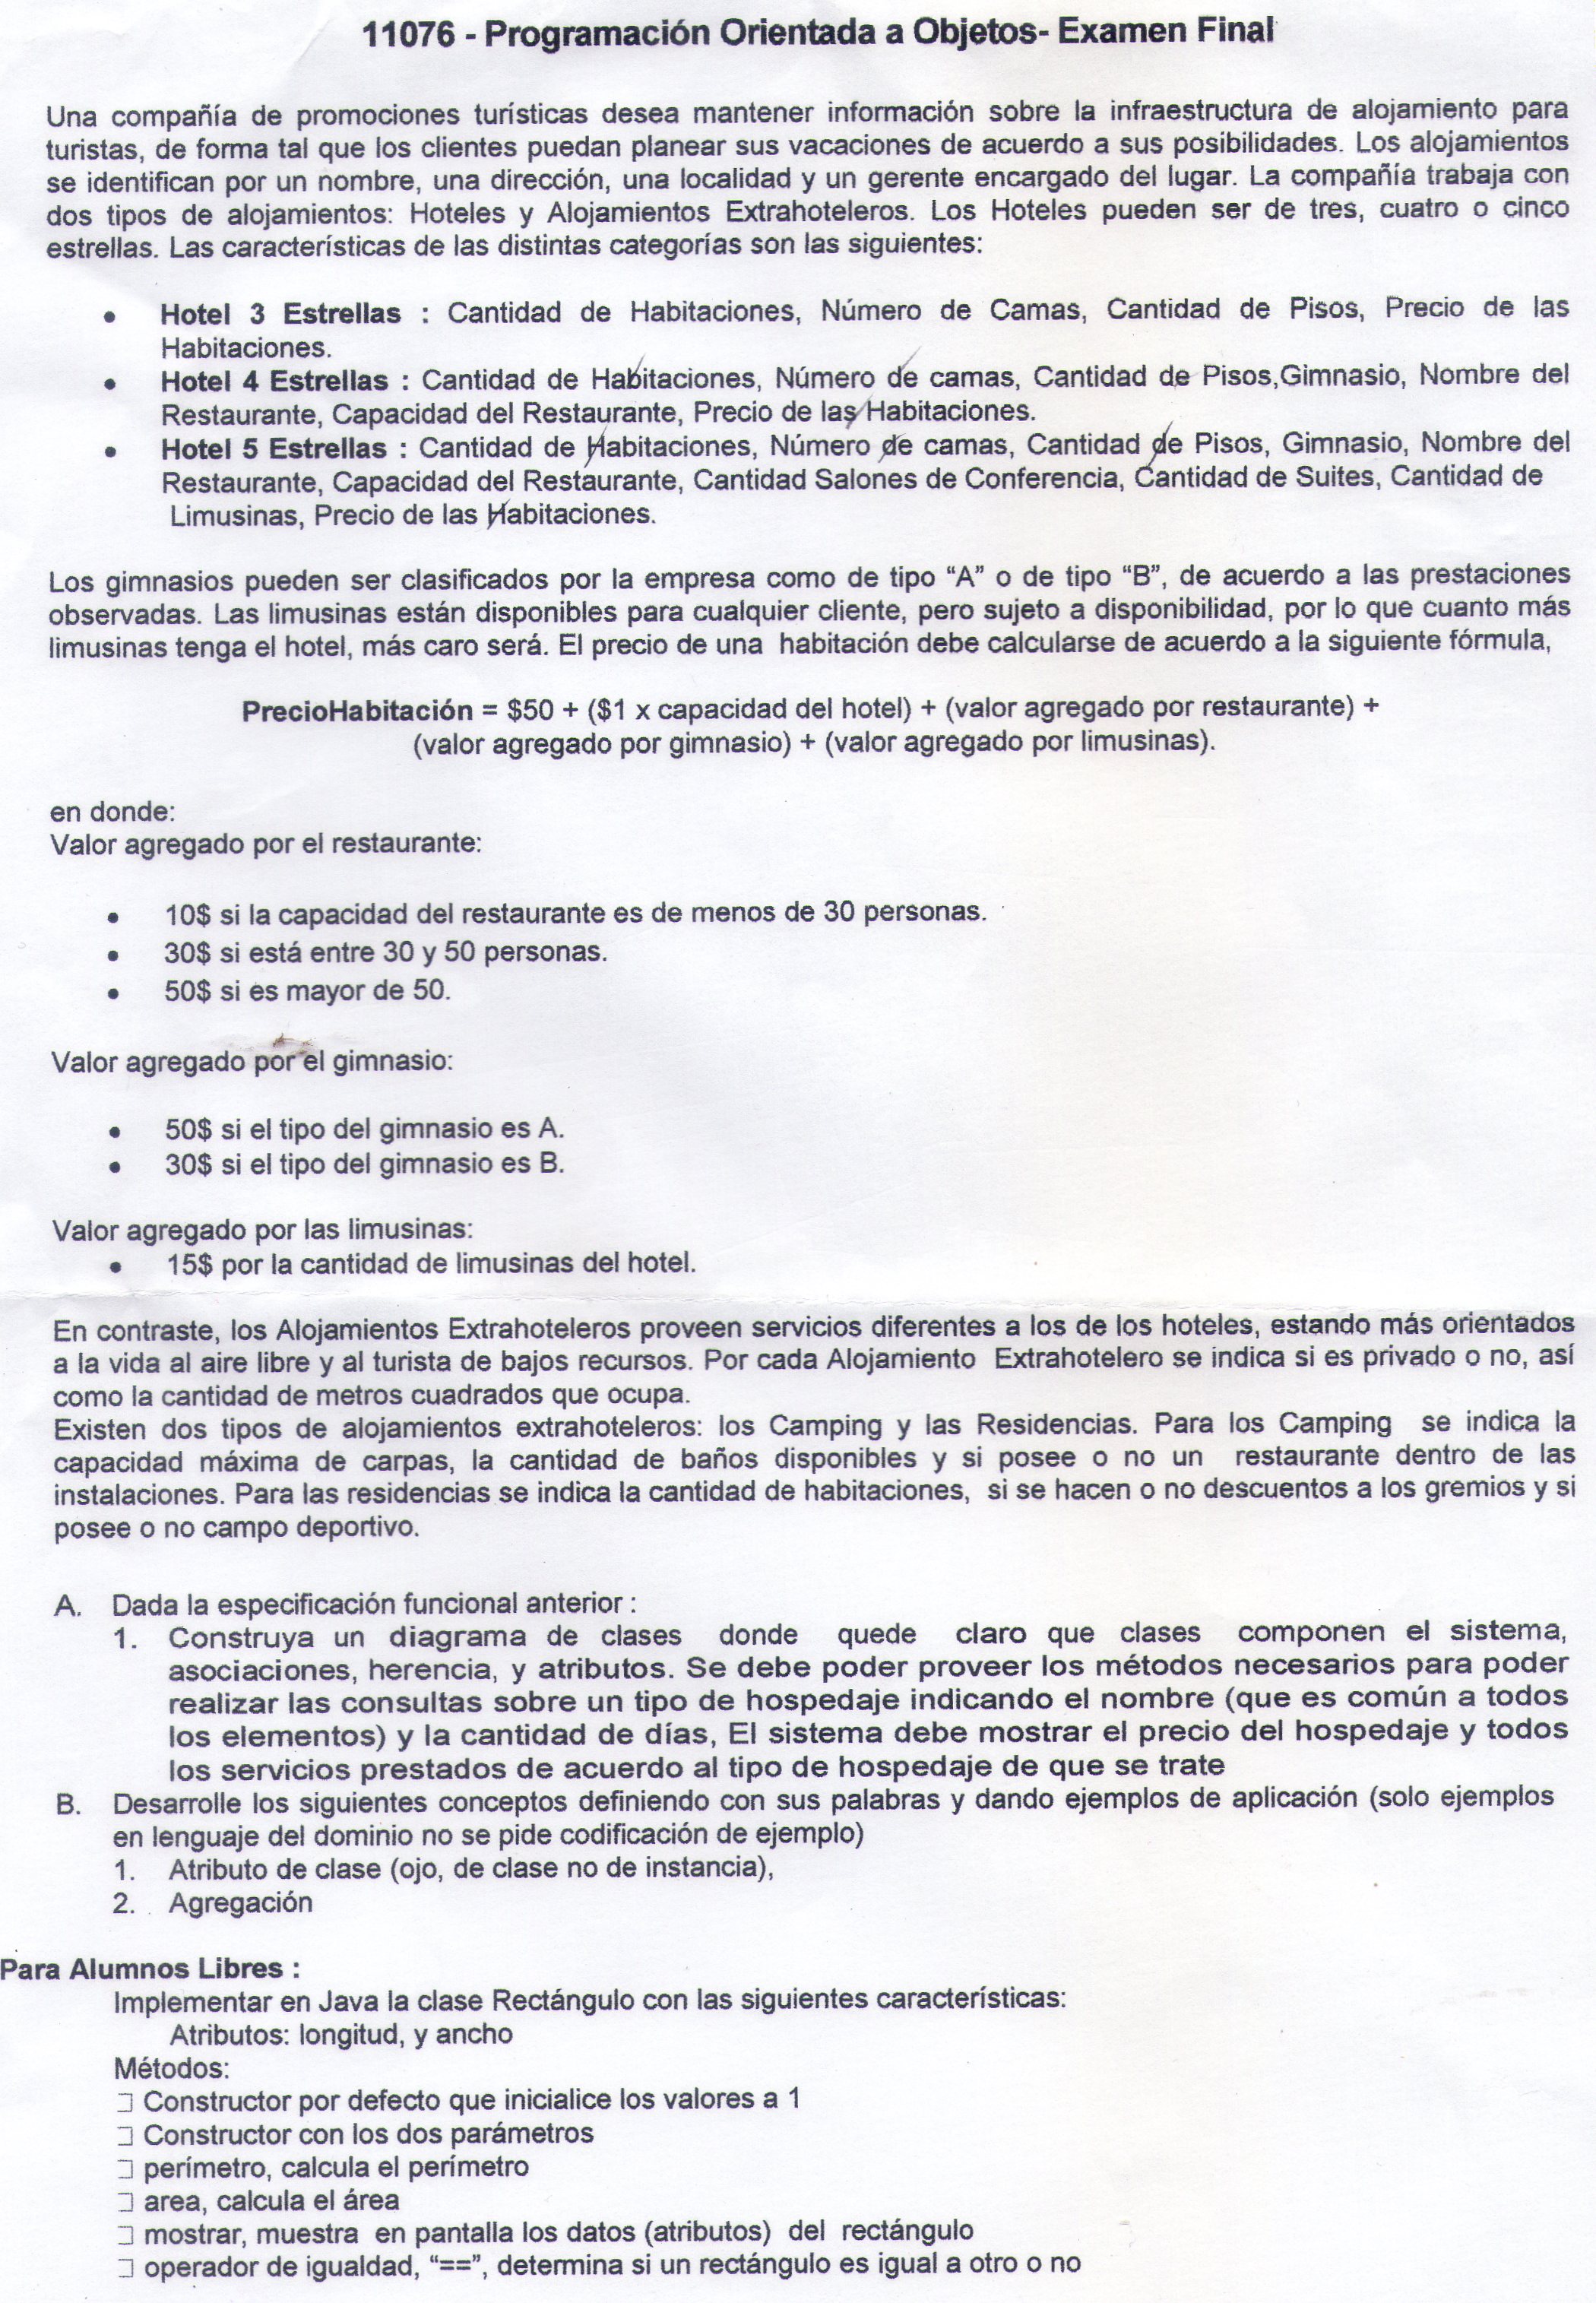 11076 - Programación Orientada a Objetos- Examen Final
Una compañía de promociones turísticas desea mantener información sobre la infraestructura de alojamiento para
turistas, de forma tal que los clientes puedan planear sus vacaciones de acuerdo a sus posibilidades. Los alojamientos
se identifican por un nombre, una dirección, una localidad y un gerente encargado del lugar. La compañía trabaja con
dos tipos de alojamientos: Hoteles y Alojamientos Extrahoteleros. Los Hoteles pueden ser de tres, cuatro o cinco
estrellas. Las características de las distintas categorías son las siguientes:
• Hotel 3 Estrellas : Cantidad de Habitaciones, Número de Camas, Cantidad de Pisos, Precio de las
Habitaciones.
• Hotel 4 Estrellas : Cantidad de Habitaciones, Número de camas, Cantidad de Pisos,Gimnasio, Nombre del
Restaurante, Capacidad del Restaurante, Precio de las Habitaciones.
• Hotel 5 Estrellas : Cantidad de Habitaciones, Número de camas, Cantidad de Pisos, Gimnasio, Nombre del
Restaurante, Capacidad del Restaurante, Cantidad Salones de Conferencia, Cantidad de Suites, Cantidad de
Limusinas, Precio de las Habitaciones.
Los gimnasios pueden ser clasificados por la empresa como de tipo “A” o de tipo “B”, de acuerdo a las prestaciones
observadas. Las limusinas están disponibles para cualquier cliente, pero sujeto a disponibilidad, por lo que cuanto más
limusinas tenga el hotel, más caro será. El precio de una habitación debe calcularse de acuerdo a la siguiente fórmula,
PrecioHabitación = $50 + ($1 x capacidad del hotel) + (valor agregado por restaurante) +
(valor agregado por gimnasio) + (valor agregado por limusinas).
en donde:
Valor agregado por el restaurante:
• 10$ si la capacidad del restaurante es de menos de 30 personas.
• 30$ si está entre 30 y 50 personas.
• 50$ si es mayor de 50.
Valor agregado por el gimnasio:
• 50$ si el tipo del gimnasio es A.
• 30$ si el tipo del gimnasio es B.
Valor agregado por las limusinas:
• 15$ por la cantidad de limusinas del hotel.
En contraste, los Alojamientos Extrahoteleros proveen servicios diferentes a los de los hoteles, estando más orientados
a la vida al aire libre y al turista de bajos recursos. Por cada Alojamiento Extrahotelero se indica si es privado o no, así
como la cantidad de metros cuadrados que ocupa.
Existen dos tipos de alojamientos extrahoteleros: los Camping y las Residencias. Para los Camping se indica la
capacidad máxima de carpas, la cantidad de baños disponibles y si posee o no un restaurante dentro de las
instalaciones. Para las residencias se indica la cantidad de habitaciones, si se hacen o no descuentos a los gremios y si
posee o no campo deportivo.
A. Dada la especificación funcional anterior :
1. Construya un diagrama de clases donde quede claro que clases componen el sistema,
asociaciones, herencia, y atributos. Se debe poder proveer los métodos necesarios para poder
realizar las consultas sobre un tipo de hospedaje indicando el nombre (que es común a todos
los elementos) y la cantidad de días, El sistema debe mostrar el precio del hospedaje y todos
los servicios prestados de acuerdo al tipo de hospedaje de que se trate
B. Desarrolle los siguientes conceptos definiendo con sus palabras y dando ejemplos de aplicación (solo ejemplos
en lenguaje del dominio no se pide codificación de ejemplo)
1. Atributo de clase (ojo, de clase no de instancia),
2. Agregación
Para Alumnos Libres :
Implementar en Java la clase Rectángulo con las siguientes características:
Atributos: longitud, y ancho
Métodos:
Constructor por defecto que inicialice los valores a 1
Constructor con los dos parámetros
perímetro, calcula el perímetro
area, calcula el área
mostrar, muestra en pantalla los datos (atributos) del rectángulo
operador de igualdad, “==”, determina si un rectángulo es igual a otro o no